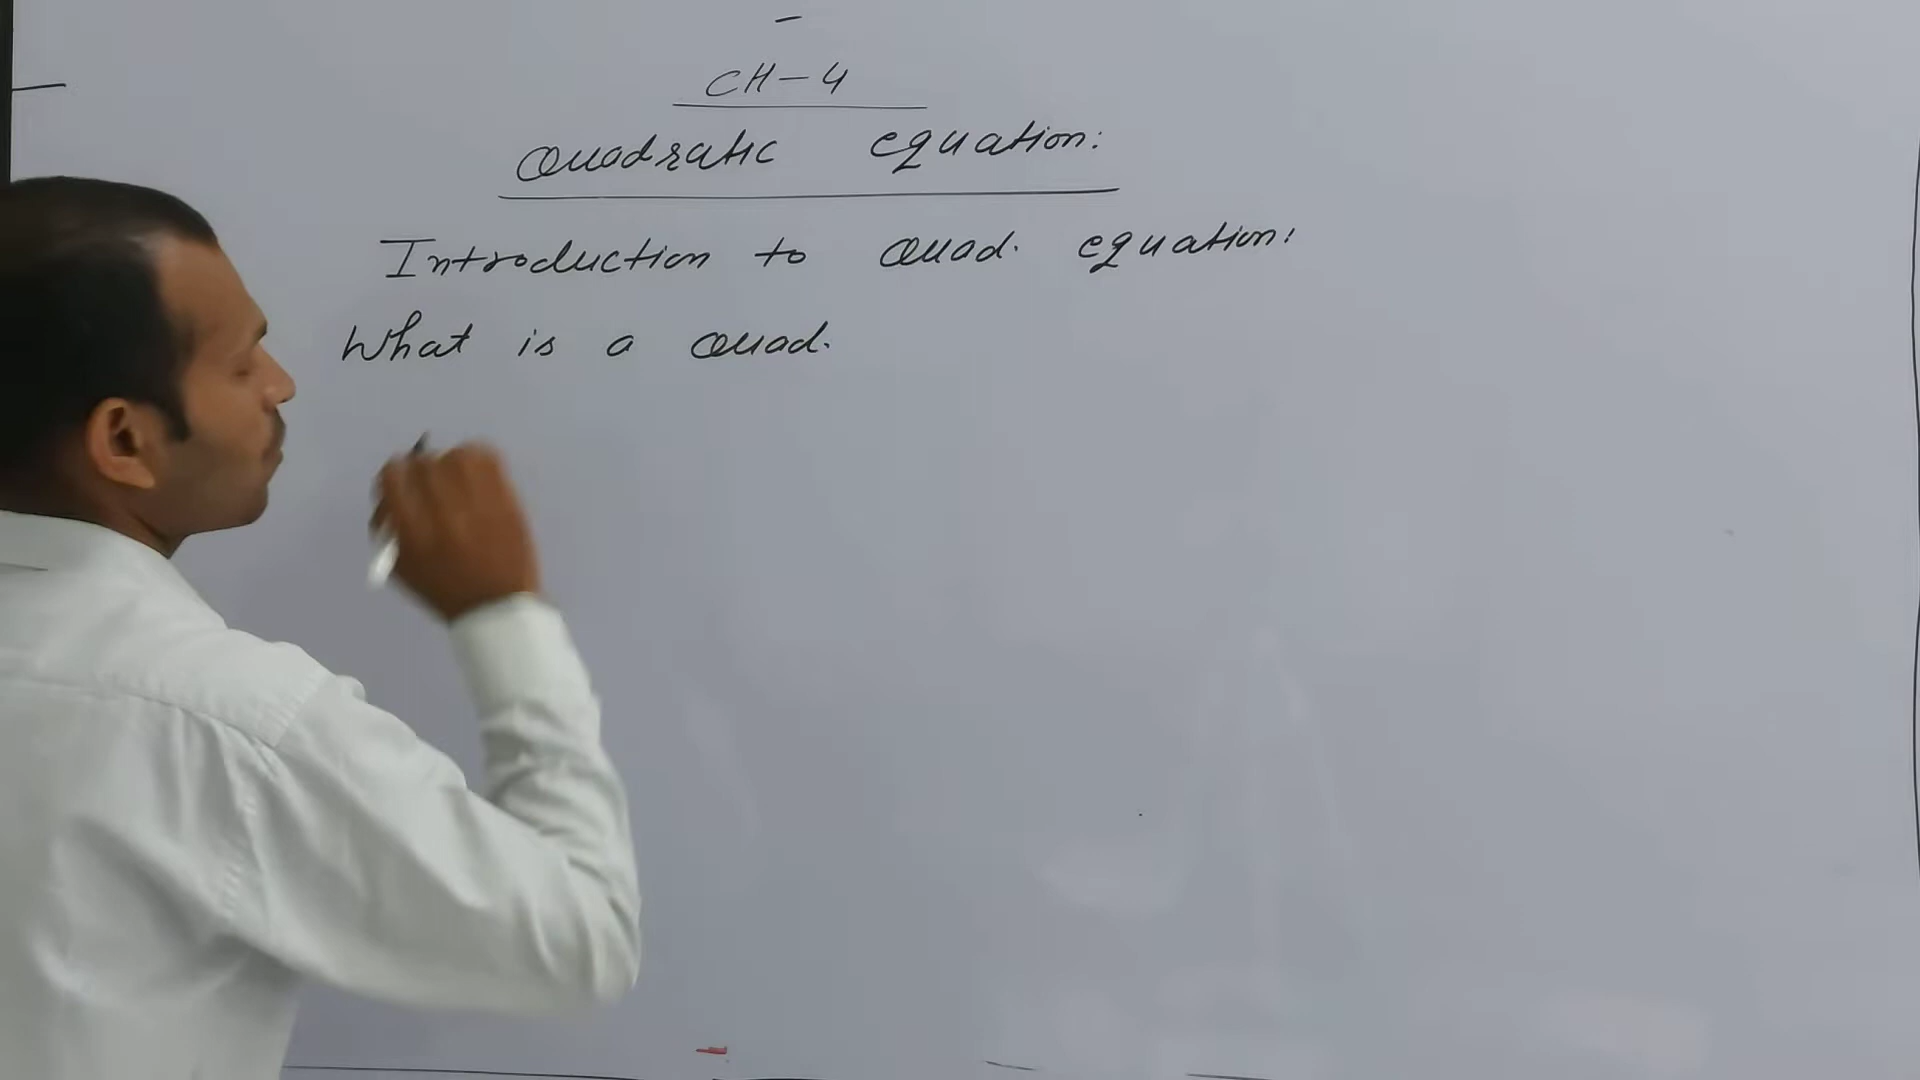 CH-4
Quadratic equation:
Introduction to Quad. equation:
What is a Quad.